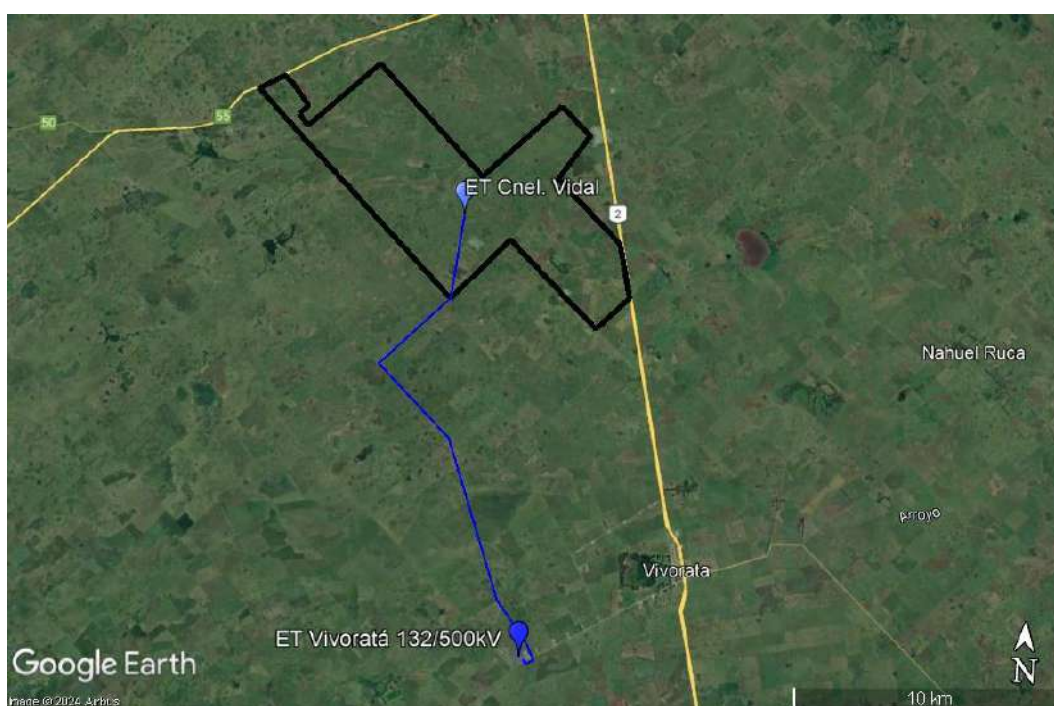 50
55
ET Cnel. Vidal
2
Nahuel Ruca
Arroyo
Vivorata
ET Vivoratá 132/500kV
Google Earth
N
Image © 2024 Airbus
10 km